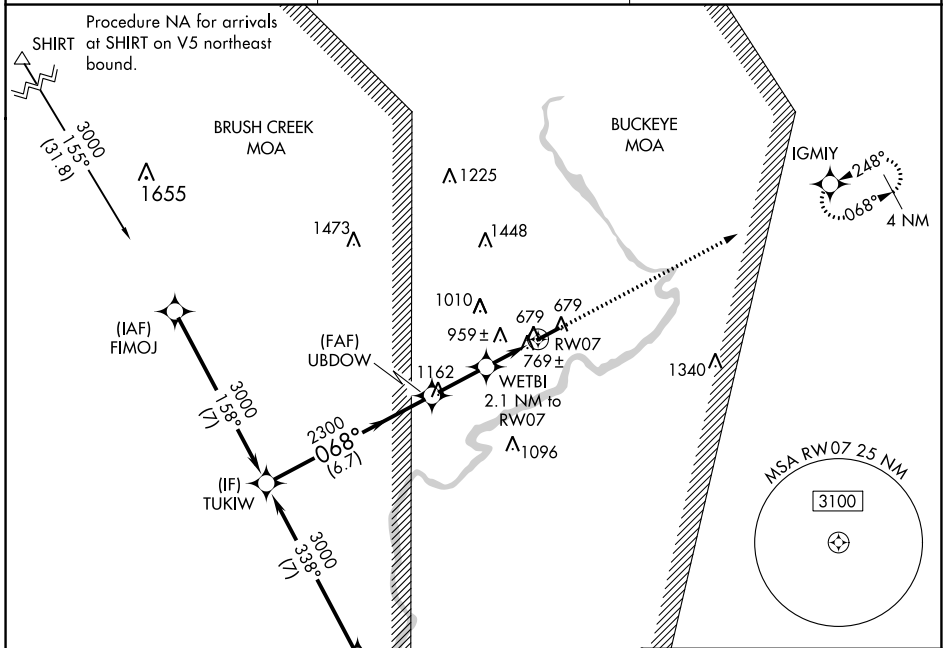 Procedure NA for arrivals
at SHIRT on V5 northeast
bound.
SHIRT
3000
155°
(31.8)
BRUSH CREEK
MOA
BUCKEYE
MOA
IGMIY
248°
068°
4 NM
1655
1225
1473
1448
1010
679
679
959±
RW07
769±
(IAF)
FIMOJ
(FAF)
UBDOW
1162
WETBI
2.1 NM to
RW07
1340
1096
3000
158°
(7)
2300
068°
(6.7)
(IF)
TUKIW
3000
338°
(7)
MSA RW07 25 NM
3100